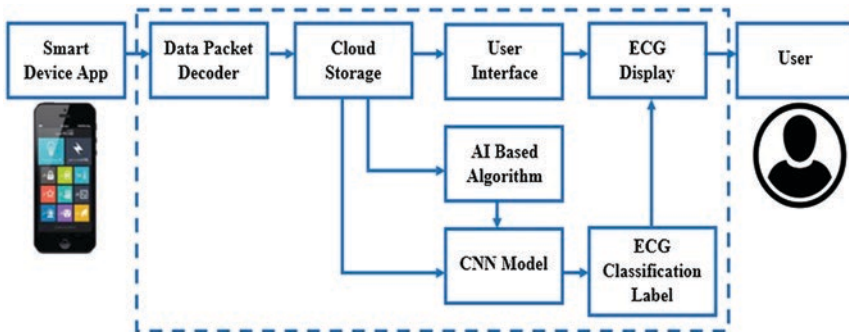 Smart
Device App
Data Packet
Decoder
Cloud
Storage
User
Interface
ECG
Display
User
AI Based
Algorithm
CNN Model
ECG
Classification
Label